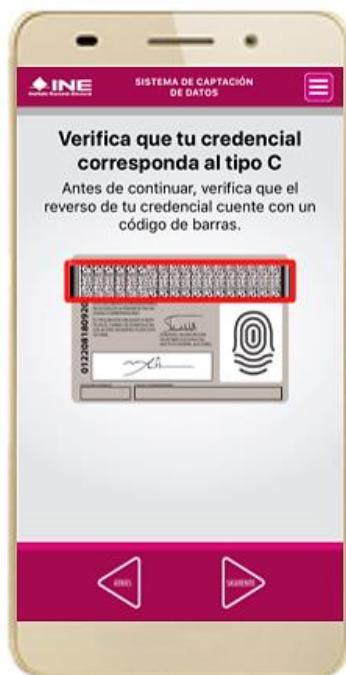 INE
Instituto Nacional Electoral
SISTEMA DE CAPTACIÓN
DE DATOS
Verifica que tu credencial
corresponda al tipo C
Antes de continuar, verifica que el
reverso de tu credencial cuente con un
código de barras.
ATRÁS
SIGUIENTE